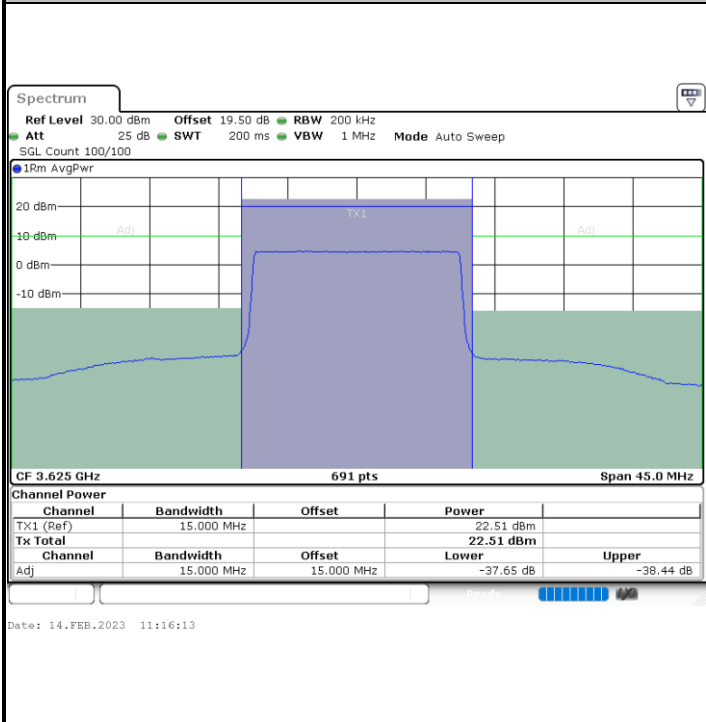 Spectrum
Ref Level 30.00 dBm Offset 19.50 dB RBW 200 kHz
Att 25 dB SWT 200 ms VBW 1 MHz Mode Auto Sweep
SGL Count 100/100
1Rm AvgPwr
20 dBm
TX1
10 dBm Adj Adj
0 dBm
-10 dBm
CF 3.625 GHz 691 pts Span 45.0 MHz
Channel Power
Channel Bandwidth Offset Power
TX1 (Ref) 15.000 MHz 22.51 dBm
Tx Total 22.51 dBm
Channel Bandwidth Offset Lower Upper
Adj 15.000 MHz 15.000 MHz -37.65 dB -38.44 dB
Ready
Date: 14.FEB.2023 11:16:13